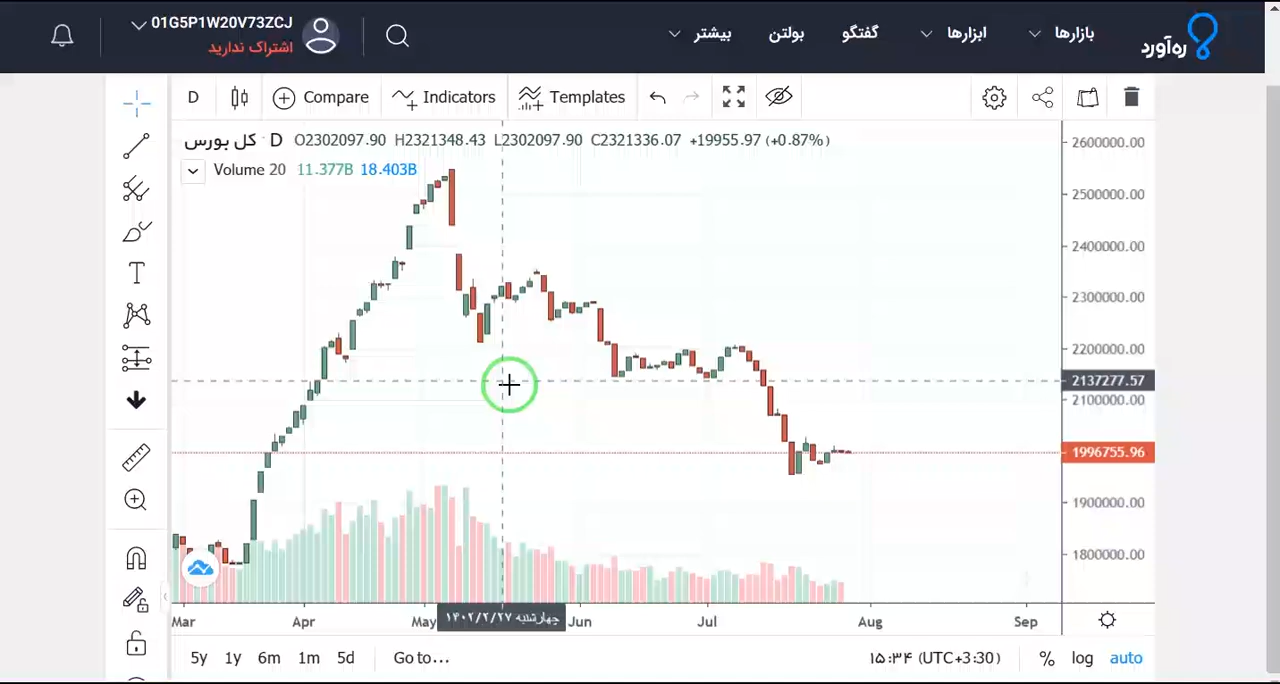 01G5P1W20V73ZCJ
اشتراک ندارید
بازارها
ابزارها
گفتگو
بولتن
بیشتر
ره‌آورد
D
Compare
Indicators
Templates
کل بورس · D O2302097.90 H2321348.43 L2302097.90 C2321336.07 +19955.97 (+0.87%)
Volume 20 11.377B 18.403B
2600000.00
2500000.00
2400000.00
2300000.00
2200000.00
2137277.57
2100000.00
1996755.96
1900000.00
1800000.00
Mar Apr May چهارشنبه ۱۴۰۲/۲/۲۷ Jun Jul Aug Sep
5y 1y 6m 1m 5d Go to... ۱۵:۳۴ (UTC+3:30) % log auto